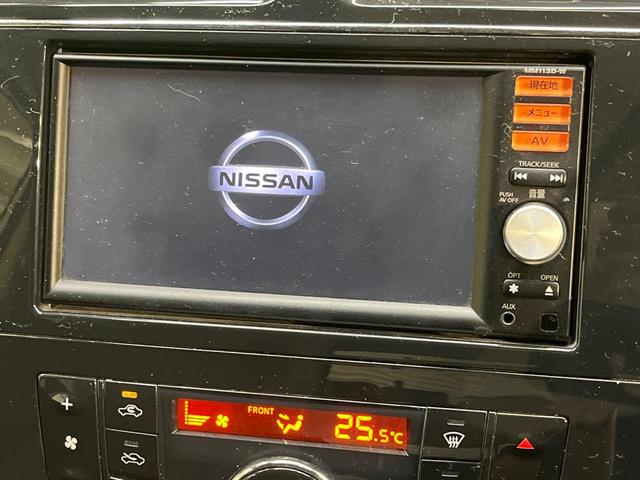 MM113D-W
現在地
メニュー
AV
TRACK/SEEK
NISSAN
PUSH
AV OFF
音量
OPT
OPEN
AUX
FRONT
25.5℃